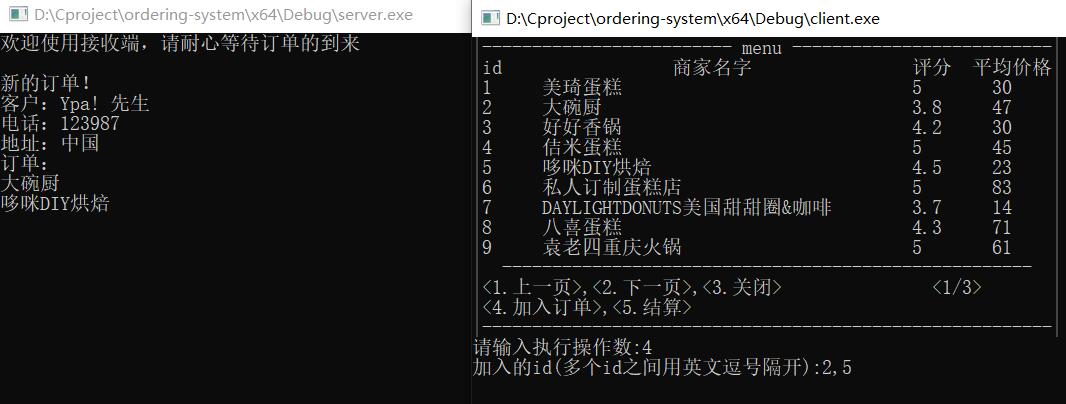 D:\Cproject\ordering-system\x64\Debug\server.exe
欢迎使用接收端，请耐心等待订单的到来
新的订单!
客户: Ypa! 先生
电话: 123987
地址: 中国
订单:
大碗厨
哆咪DIY烘焙
D:\Cproject\ordering-system\x64\Debug\client.exe
menu
id 商家名字 评分 平均价格
1 美琦蛋糕 5 30
2 大碗厨 3.8 47
3 好好香锅 4.2 30
4 佶米蛋糕 5 45
5 哆咪DIY烘焙 4.5 23
6 私人订制蛋糕店 5 83
7 DAYLIGHTDONUTS美国甜甜圈&咖啡 3.7 14
8 八喜蛋糕 4.3 71
9 袁老四重庆火锅 5 61
<1.上一页>,<2.下一页>,<3.关闭> <1/3>
<4.加入订单>,<5.结算>
请输入执行操作数:4
加入的id(多个id之间用英文逗号隔开):2,5